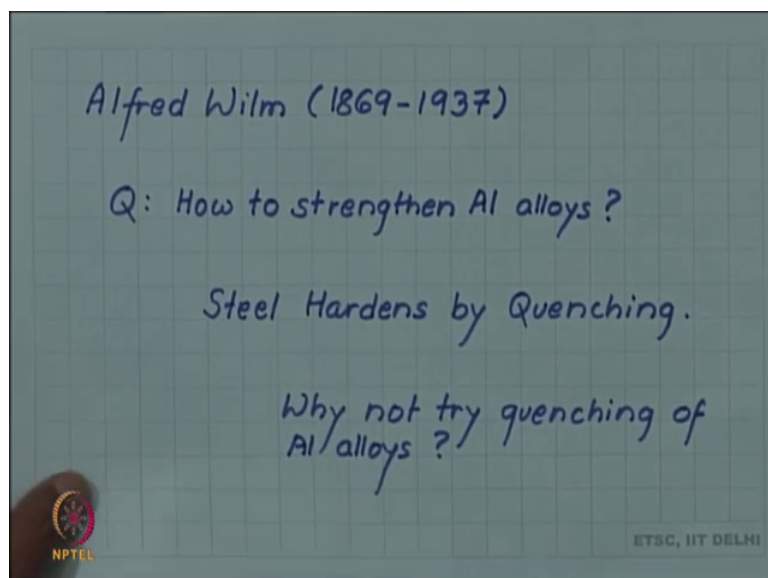 Alfred Wilm (1869-1937)
Q: How to strengthen Al alloys?
Steel Hardens by Quenching.
Why not try quenching of
Al alloys?
NPTEL
ETSC, IIT DELHI